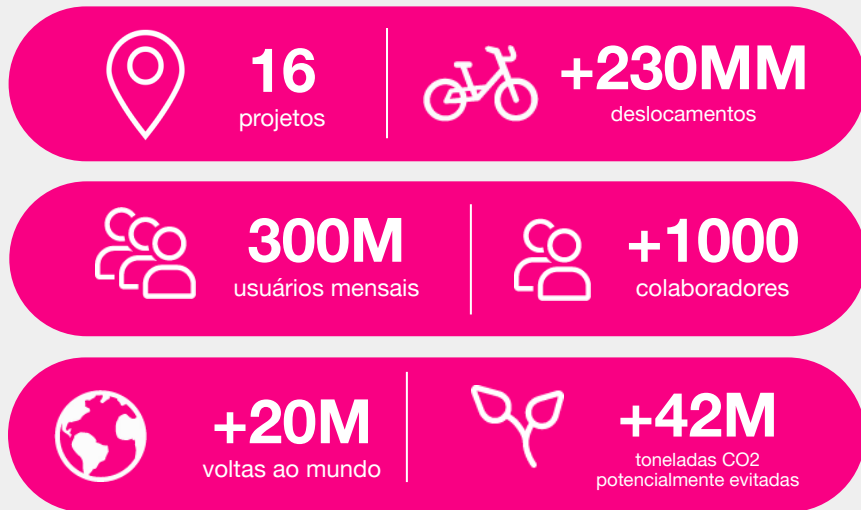 16
projetos
+230MM
deslocamentos
300M
usuários mensais
+1000
colaboradores
+20M
voltas ao mundo
+42M
toneladas CO2
potencialmente evitadas